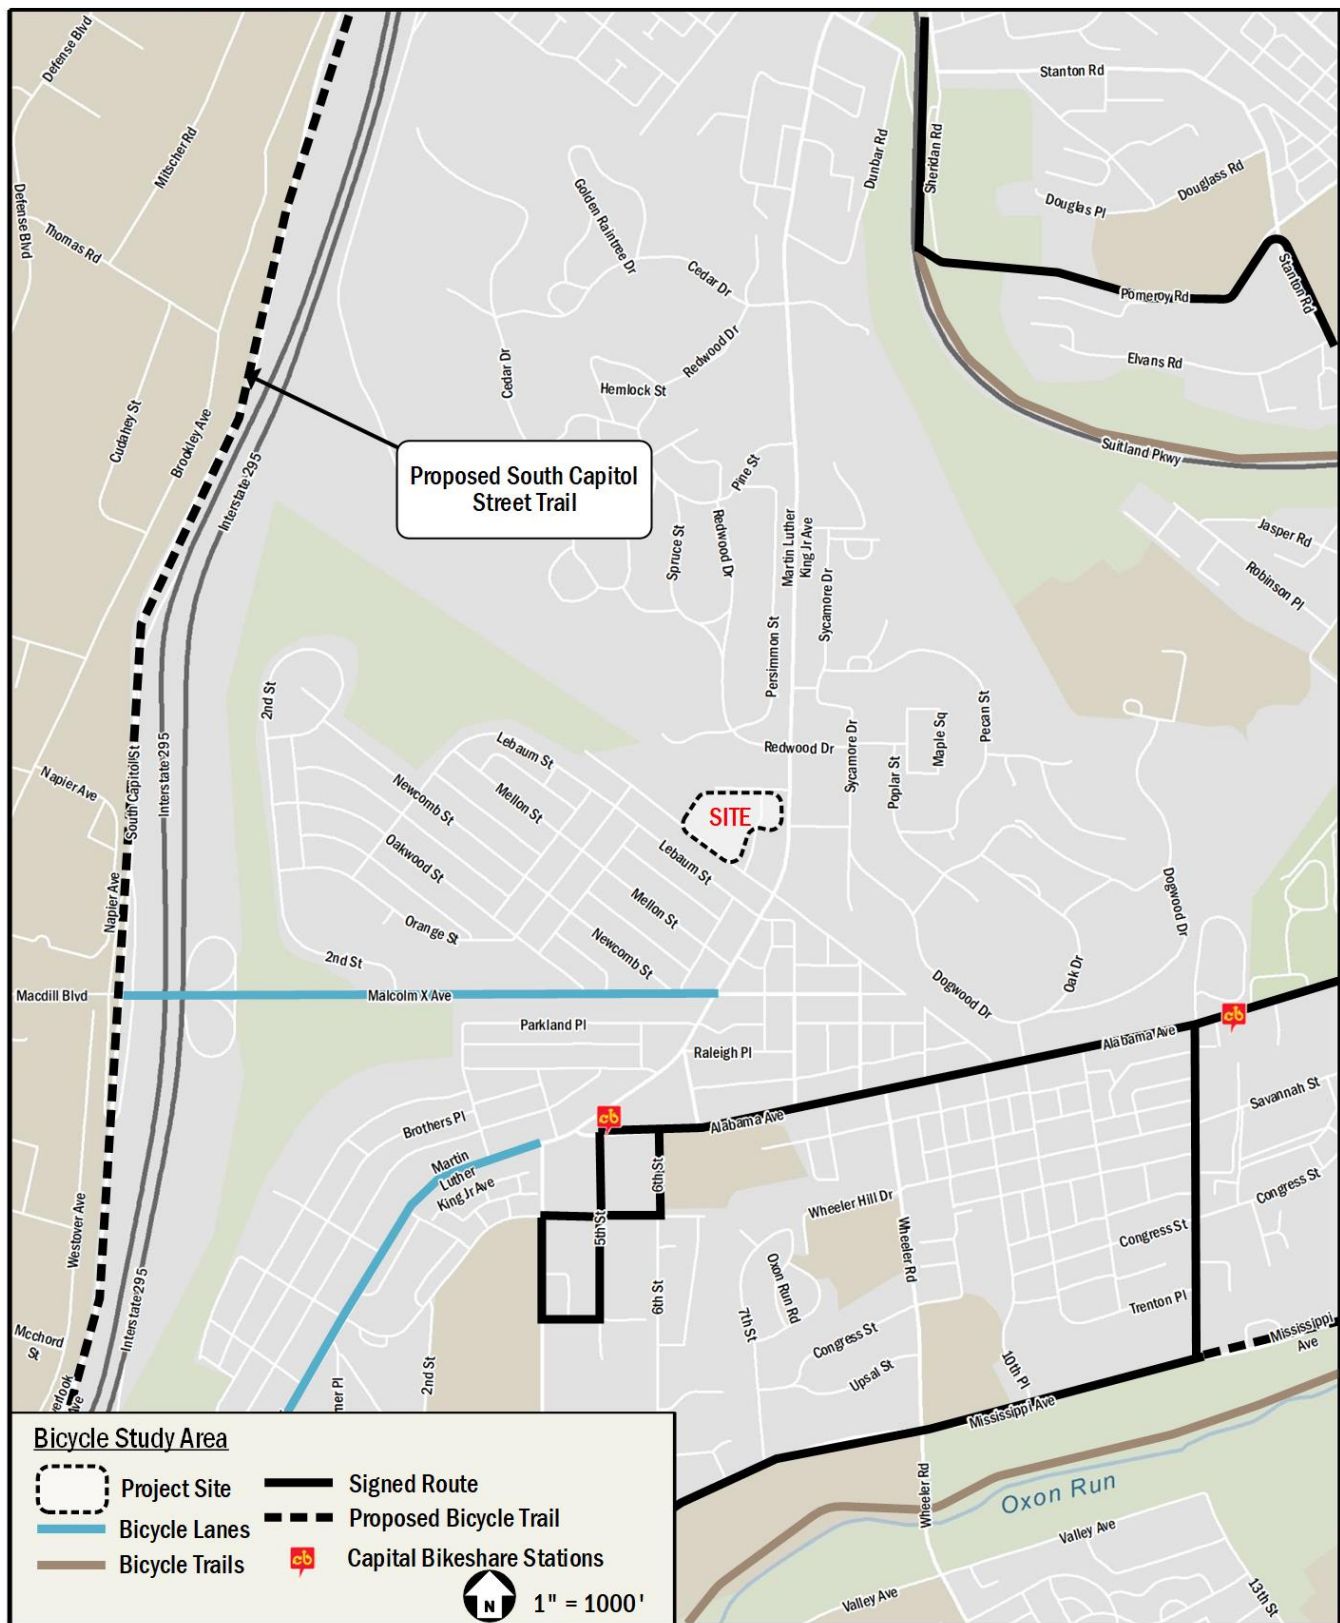 Defense Blvd
Mitscher Rd
Defense Blvd
Thomas Rd
Stanton Rd
Dunbar Rd
Sheridan Rd
Douglass Rd
Douglas Pl
Golden Raintree Dr
Cedar Dr
Stanton Rd
Pomeroy Rd
Redwood Dr
Cedar Dr
Hemlock St
Elvans Rd
Cudahey St
Brookley Ave
Interstate 295
Suitland Pkwy
Proposed South Capitol
Street Trail
Pine St
Spruce St
Redwood Dr
Martin Luther
King Jr Ave
Sycamore Dr
Persimmon St
Jasper Rd
Robinson Pl
2nd St
Pecan St
Maple Sq
Redwood Dr
Sycamore Dr
Poplar St
Napier Ave
South Capitol St
Interstate 295
Lebaum St
Newcomb St
Mellon St
SITE
Oakwood St
Lebaum St
Mellon St
Napier Ave
Orange St
Newcomb St
2nd St
Dogwood Dr
Oak Dr
Dogwood Dr
Macdill Blvd
Malcolm X Ave
Parkland Pl
Raleigh Pl
cb
Alabama Ave
Savannah St
cb
Alabama Ave
Brothers Pl
Martin
Luther
King Jr Ave
6th St
5th St
Wheeler Hill Dr
Congress St
Wheeler Rd
Congress St
Westover Ave
Interstate 295
Oxon Run Rd
6th St
7th St
Congress St
Upsal St
Trenton Pl
Mississippi
Ave
Mcchord
St
2nd St
10th Pl
Mississippi Ave
erlook
Ave
mer Pl
Wheeler Rd
Oxon Run
Valley Ave
Valley Ave
13th St
Bicycle Study Area
Project Site
Signed Route
Bicycle Lanes
Proposed Bicycle Trail
Bicycle Trails
cb
Capital Bikeshare Stations
N
1" = 1000'